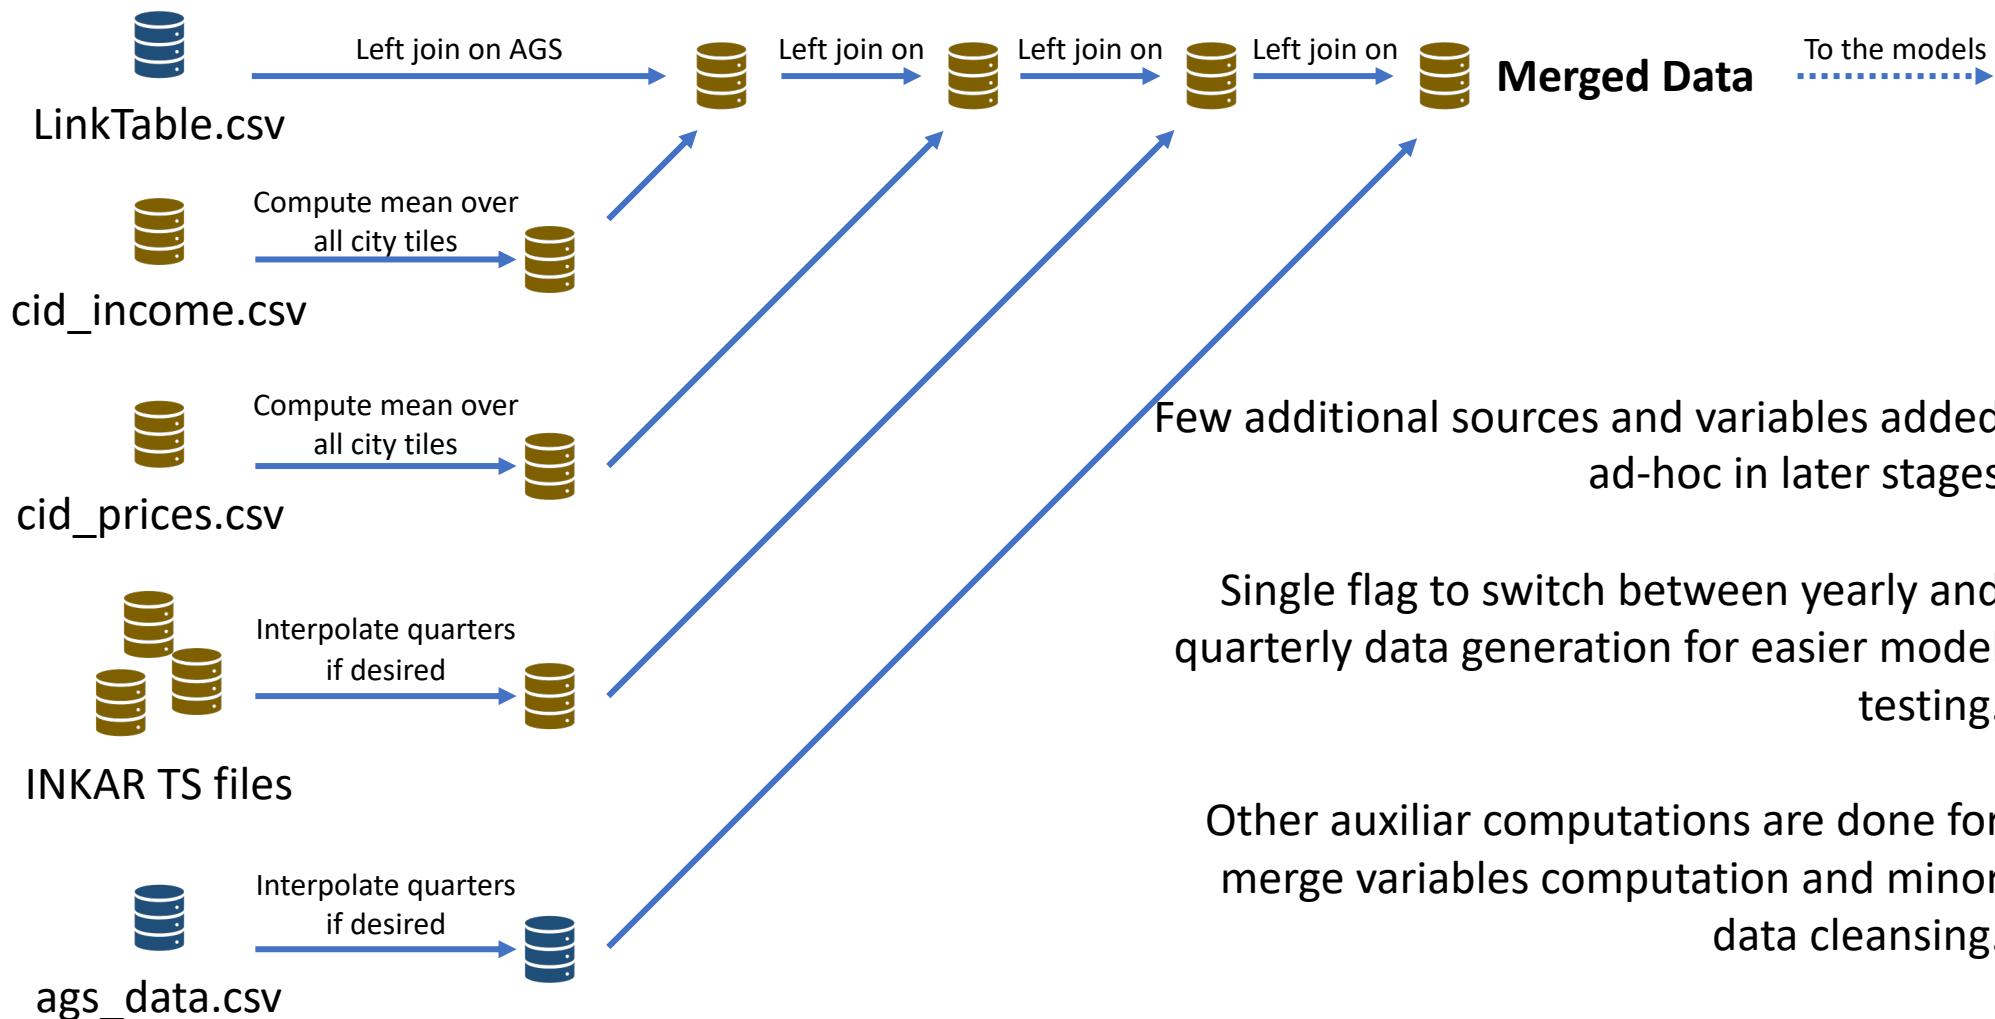 Left join on AGS
Left join on
Left join on
Left join on
Merged Data
To the models
LinkTable.csv
Compute mean over
all city tiles
cid_income.csv
Compute mean over
all city tiles
cid_prices.csv
Interpolate quarters
if desired
INKAR TS files
Interpolate quarters
if desired
ags_data.csv
Few additional sources and variables added
ad-hoc in later stages
Single flag to switch between yearly and
quarterly data generation for easier model
testing.
Other auxiliar computations are done for
merge variables computation and minor
data cleansing.